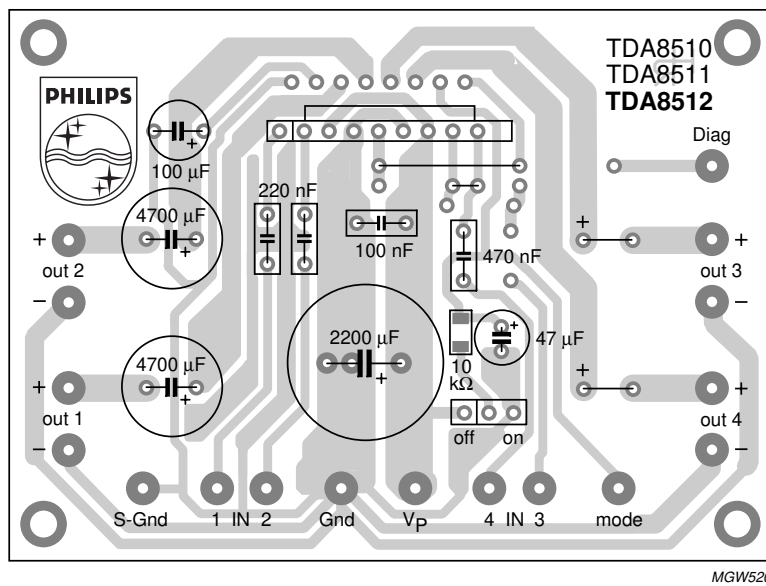 TDA8510
TDA8511
TDA8512
PHILIPS
Diag
+
100 µF
220 nF
4700 µF
+
+
+
+
out 2
100 nF
470 nF
out 3
−
−
2200 µF
+
+
47 µF
4700 µF
10
kΩ
+
+
+
+
out 1
out 4
off
on
−
−
S-Gnd
1 IN 2
Gnd
VP
4 IN 3
mode